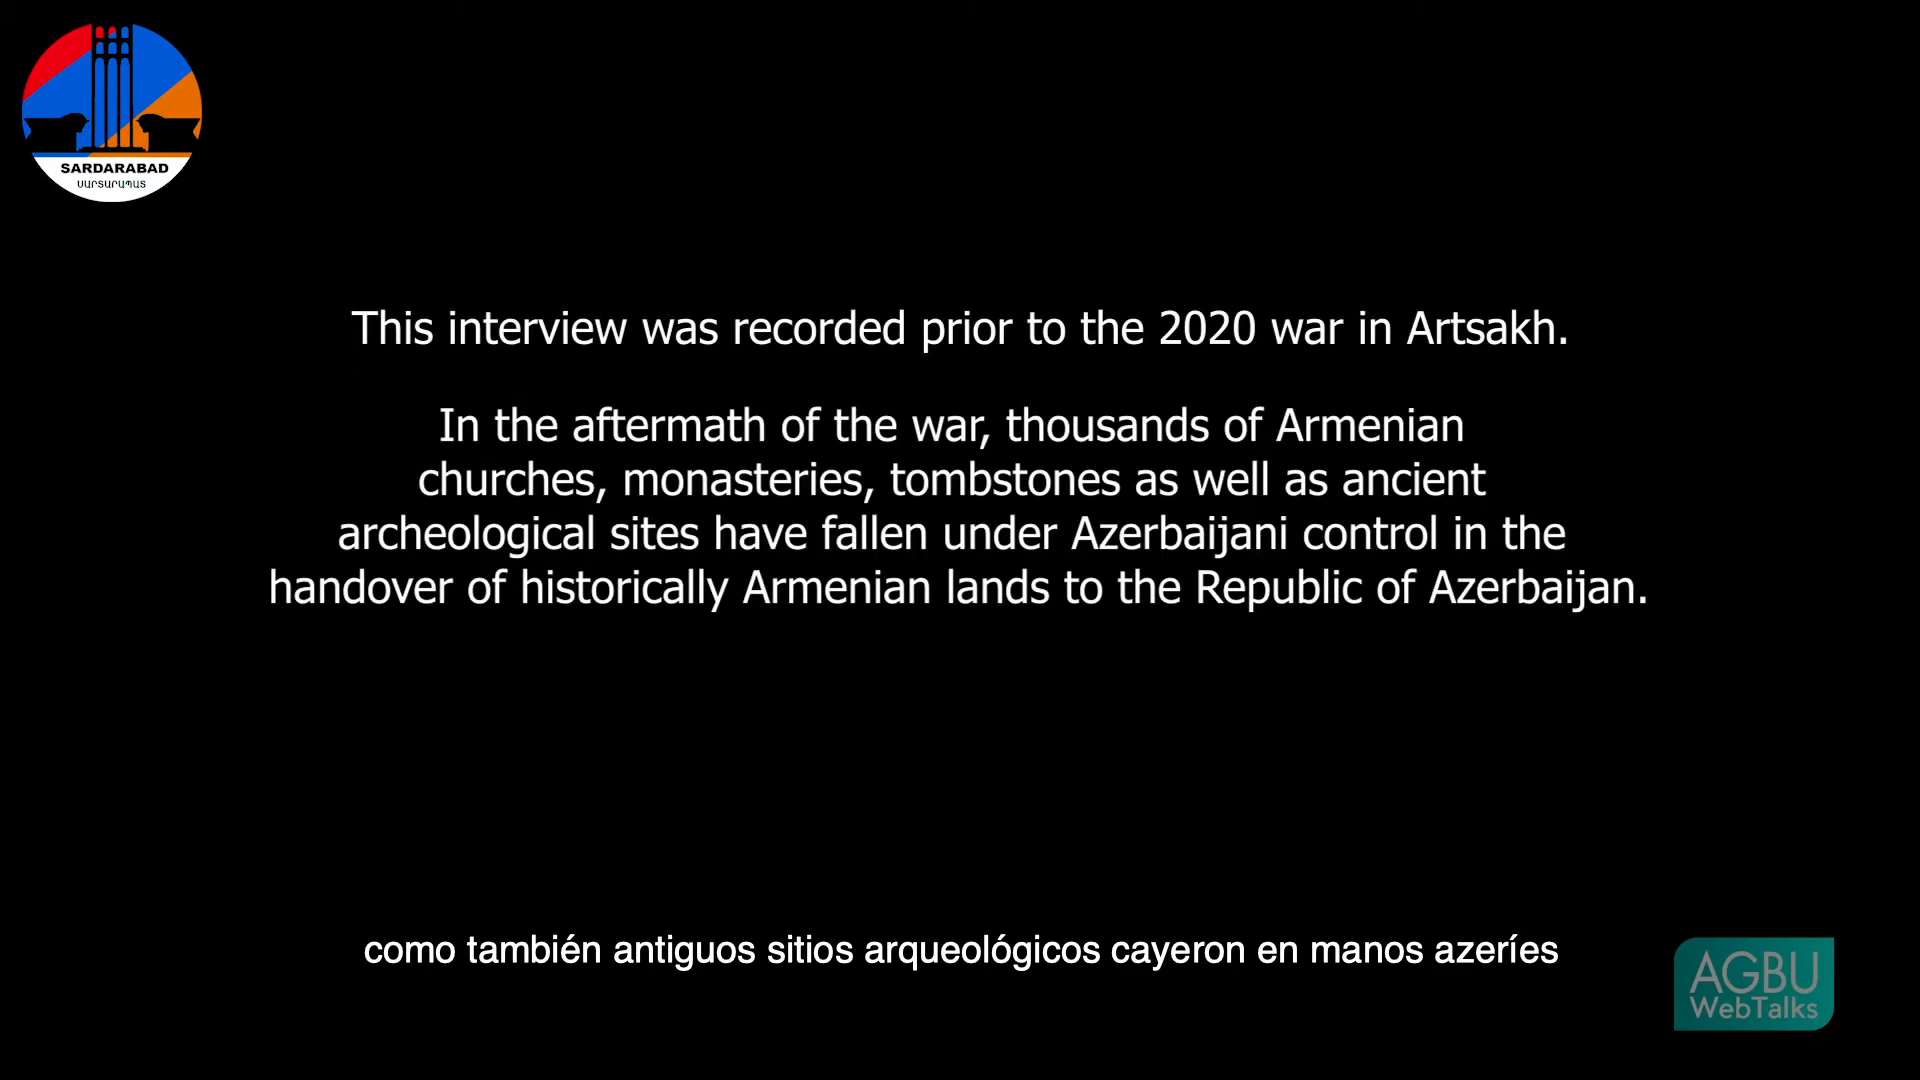 SARDARABAD
ՍԱՐՏԱՐԱՊԱՏ
This interview was recorded prior to the 2020 war in Artsakh.
In the aftermath of the war, thousands of Armenian
churches, monasteries, tombstones as well as ancient
archeological sites have fallen under Azerbaijani control in the
handover of historically Armenian lands to the Republic of Azerbaijan.
como también antiguos sitios arqueológicos cayeron en manos azeríes
AGBU
WebTalks